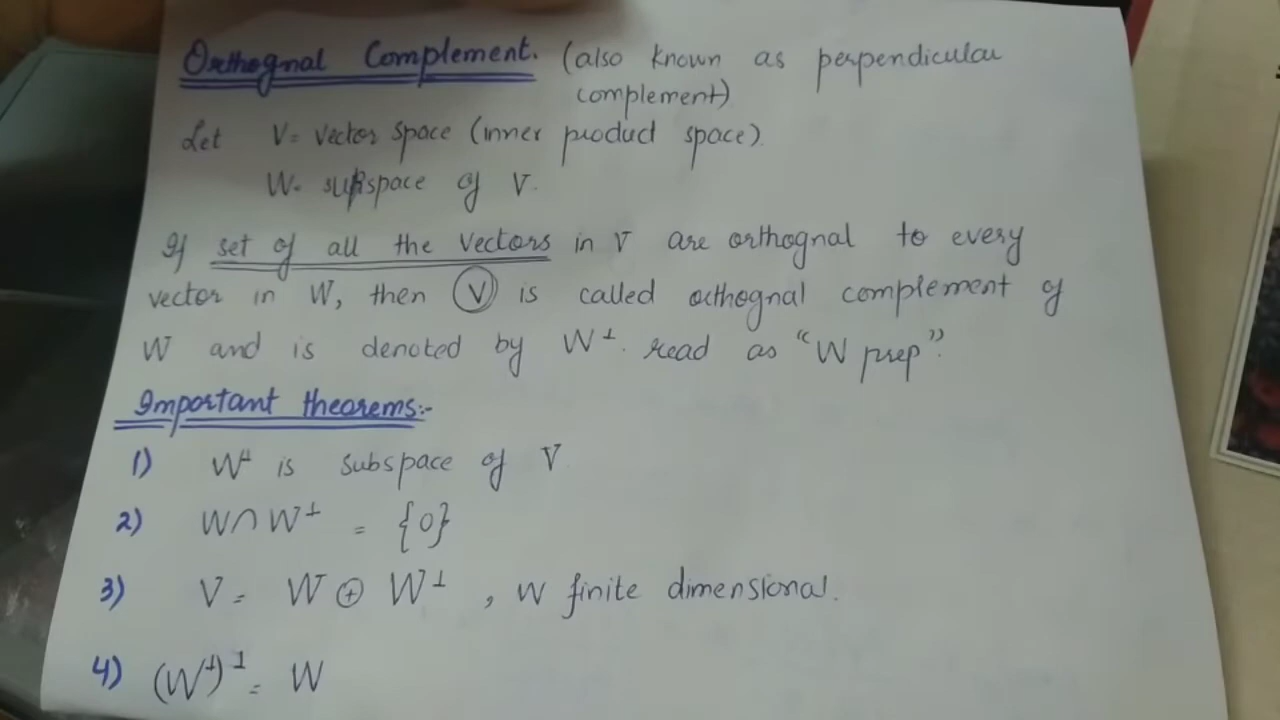 Orthognal Complement. (also known as perpendicular
complement)
Let V= vector space (inner product space).
W= subspace of V.
If set of all the vectors in V are orthognal to every
vector in W, then V is called orthognal complement of
W and is denoted by W⊥. read as "W prep".
Important theorems:-
1) W⊥ is subspace of V
2) W∩W⊥ = {0}
3) V= W⊕W⊥, W finite dimensional.
4) (W⊥)⊥= W